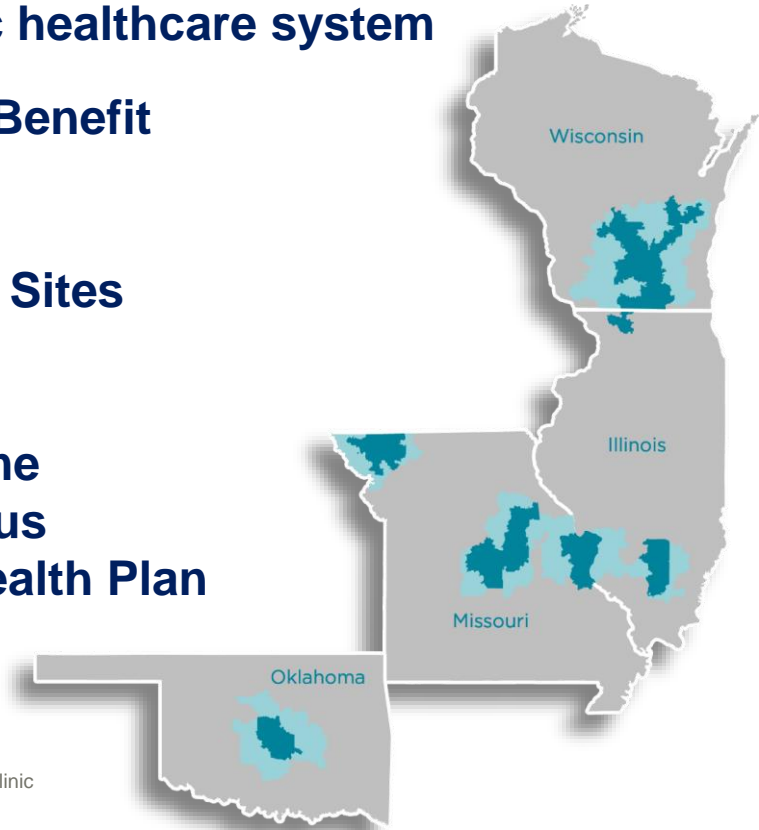 c healthcare system
Benefit
Wisconsin
Sites
Illinois
ne
us
ealth Plan
Missouri
Oklahoma
linic